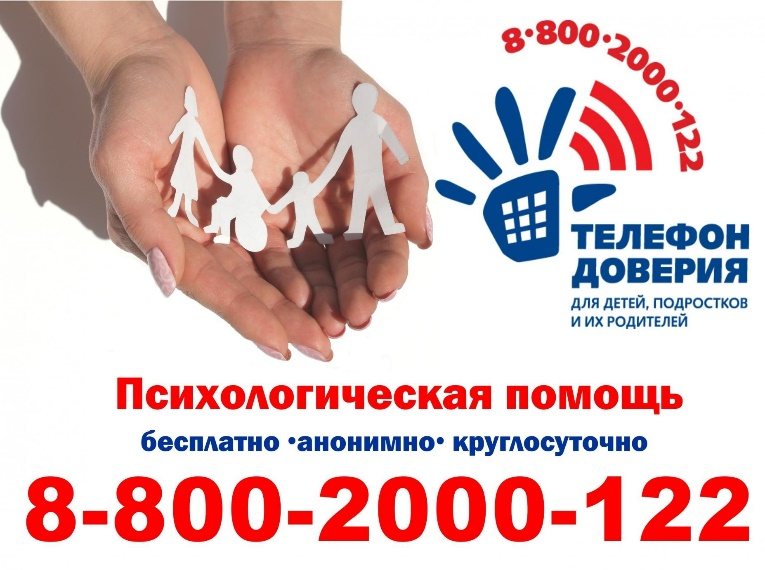 8·800·2000·122
ТЕЛЕФОН
ДОВЕРИЯ
ДЛЯ ДЕТЕЙ, ПОДРОСТКОВ
И ИХ РОДИТЕЛЕЙ
Психологическая помощь
бесплатно •анонимно• круглосуточно
8-800-2000-122